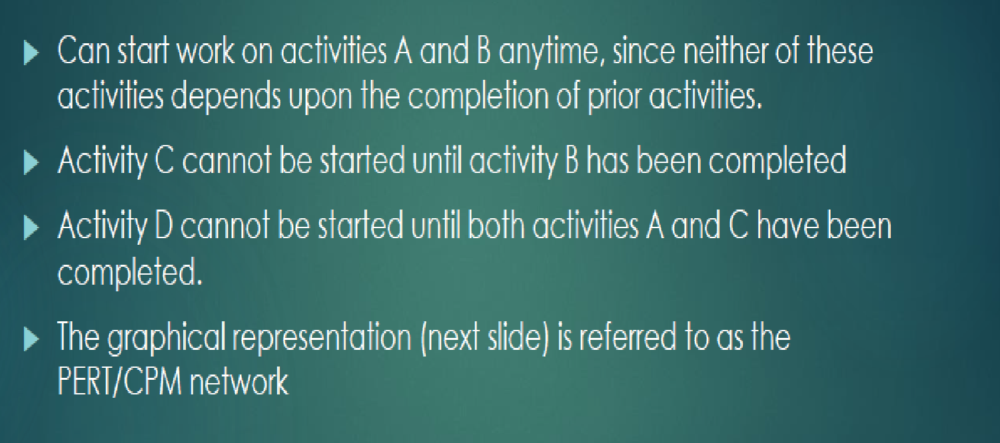 Can start work on activities A and B anytime, since neither of these
activities depends upon the completion of prior activities.
Activity C cannot be started until activity B has been completed
Activity D cannot be started until both activities A and C have been
completed.
The graphical representation (next slide) is referred to as the
PERT/CPM network